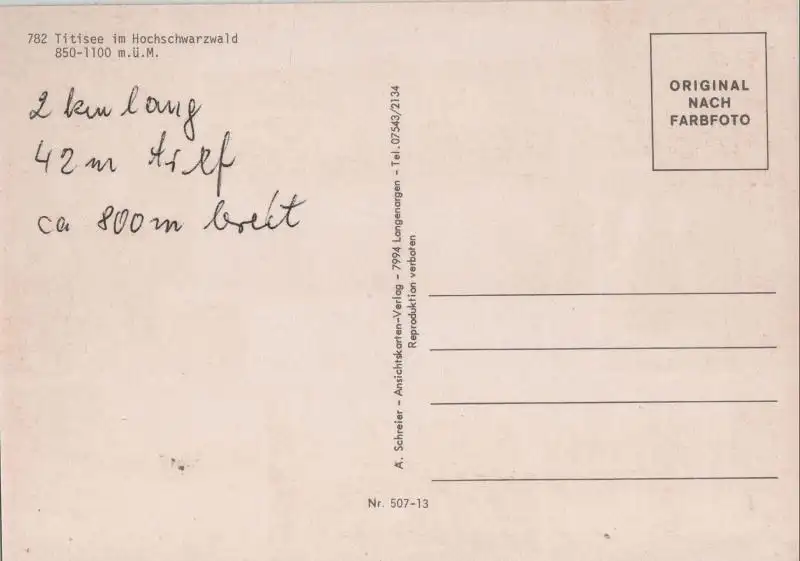 782 Titisee im Hochschwarzwald
850-1100 m.ü.M.
2 km lang
42 m tief
ca 800 m breit
A. Schreier - Ansichtskarten-Verlag - 7994 Langenargen - Tel. 07543/2134
Reproduktion verboten
Nr. 507-13
ORIGINAL
NACH
FARBFOTO